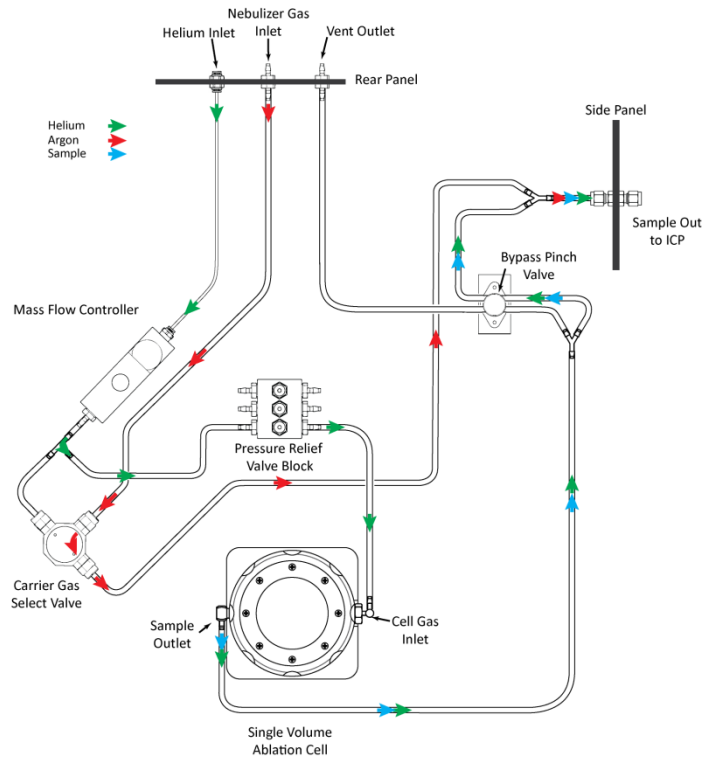 Nebulizer Gas
Inlet
Helium Inlet
Vent Outlet
Rear Panel
Side Panel
Helium
Argon
Sample
Sample Out
to ICP
Bypass Pinch
Valve
Mass Flow Controller
Pressure Relief
Valve Block
Carrier Gas
Select Valve
Sample
Outlet
Cell Gas
Inlet
Single Volume
Ablation Cell